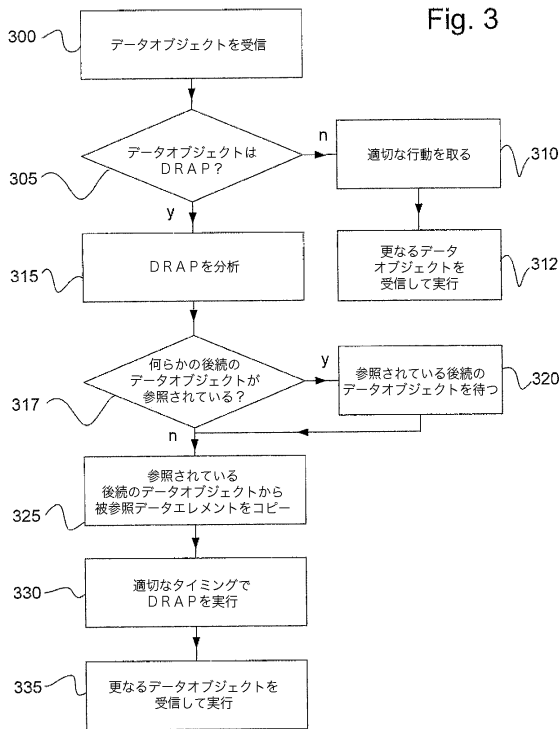 Fig. 3
300
データオブジェクトを受信
データオブジェクトは
ＤＲＡＰ？
305
n
適切な行動を取る
310
y
315
ＤＲＡＰを分析
更なるデータ
オブジェクトを
受信して実行
312
何らかの後続の
データオブジェクトが
参照されている？
317
y
参照されている後続の
データオブジェクトを待つ
320
n
参照されている
後続のデータオブジェクトから
被参照データエレメントをコピー
325
適切なタイミングで
ＤＲＡＰを実行
330
更なるデータオブジェクトを
受信して実行
335